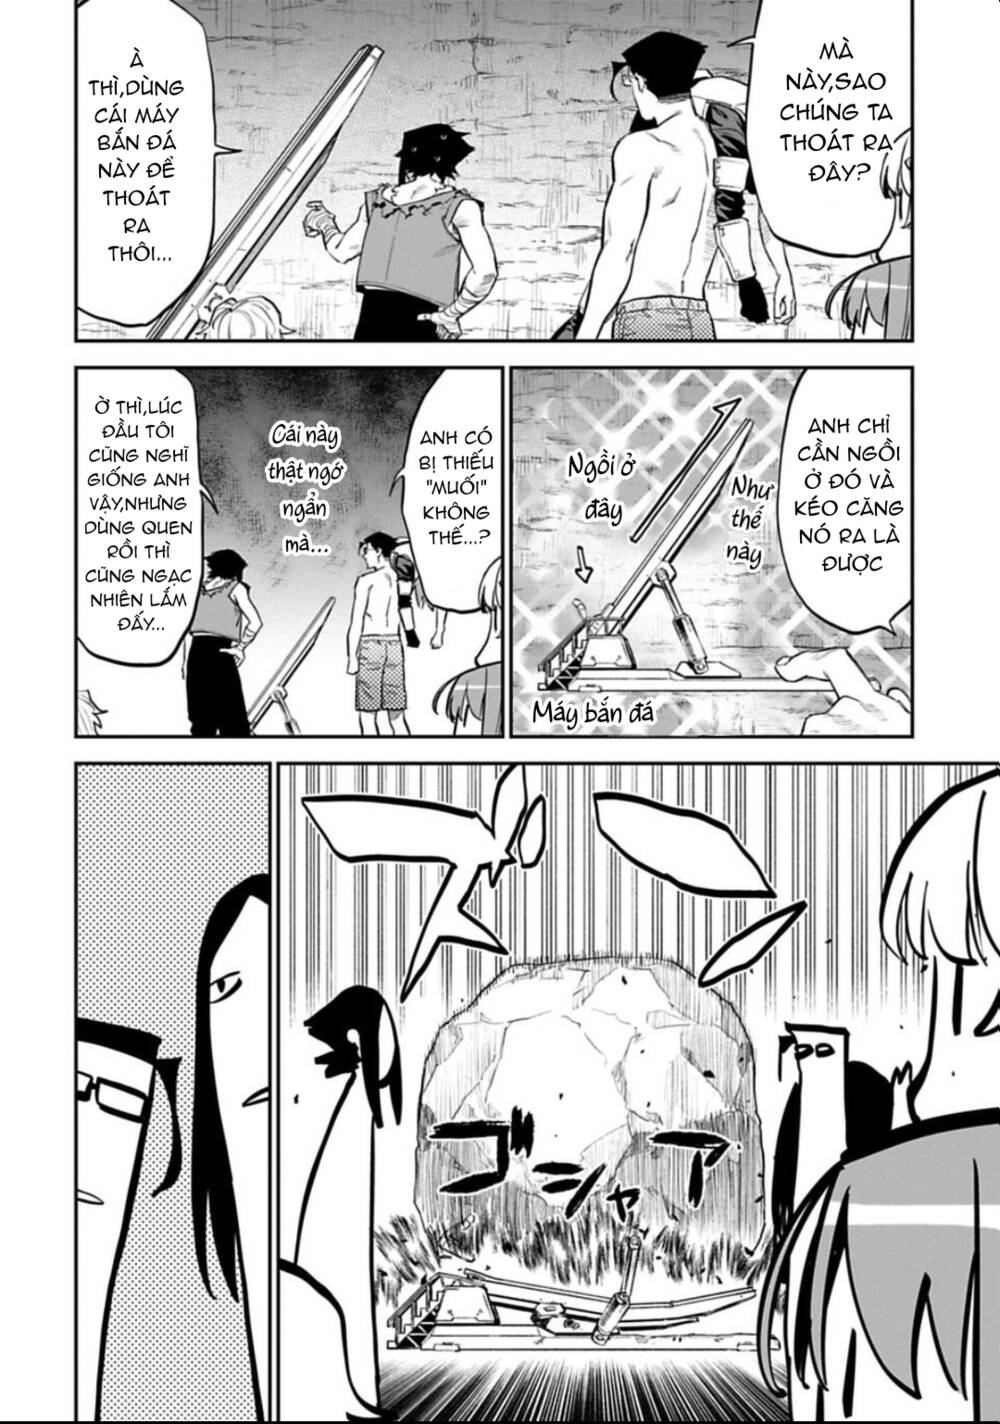 MÀ
NÀY,SAO
CHÚNG TA
THOÁT RA
ĐÂY?
À
THÌ,DÙNG
CÁI MÁY
BẮN ĐÁ
NÀY ĐỂ
THOÁT
RA
THÔI...
ANH CHỈ
CẦN NGỒI
Ở ĐÓ VÀ
KÉO CĂNG
NÓ RA LÀ
ĐƯỢC
Như
thế
này
Ngồi ở
đây
Máy bắn đá
ANH CÓ
BỊ THIẾU
"MUỐI"
KHÔNG
THẾ...?
Cái này
thật ngớ
ngẩn
mà...
Ờ THÌ,LÚC
ĐẦU TÔI
CŨNG NGHĨ
GIỐNG ANH
VẬY,NHƯNG
DÙNG QUEN
RỒI THÌ
CŨNG NGẠC
NHIÊN LẮM
ĐẤY...
ゴシャア